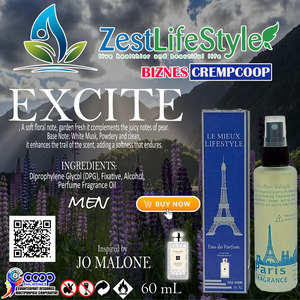 ZestLifeStyle
live healthier and beautiful life
BIZNES CREMPCOOP
EXCITE
, A soft floral note, garden fresh it complements the juicy notes of pear.
Base Note: White Musk, Powdery and clean,
it enhances the trail of the scent, adding a softness that endures.
INGREDIENTS:
Diprophylene Glycol (DPG), Fixative, Alcohol,
Perfume Fragrance Oil
MEN
BUY NOW
LE MIEUX
LIFESTYLE
Eau de Parfum
Paris
FRAGRANCE
Inspired by
JO MALONE
60 mL
COOP